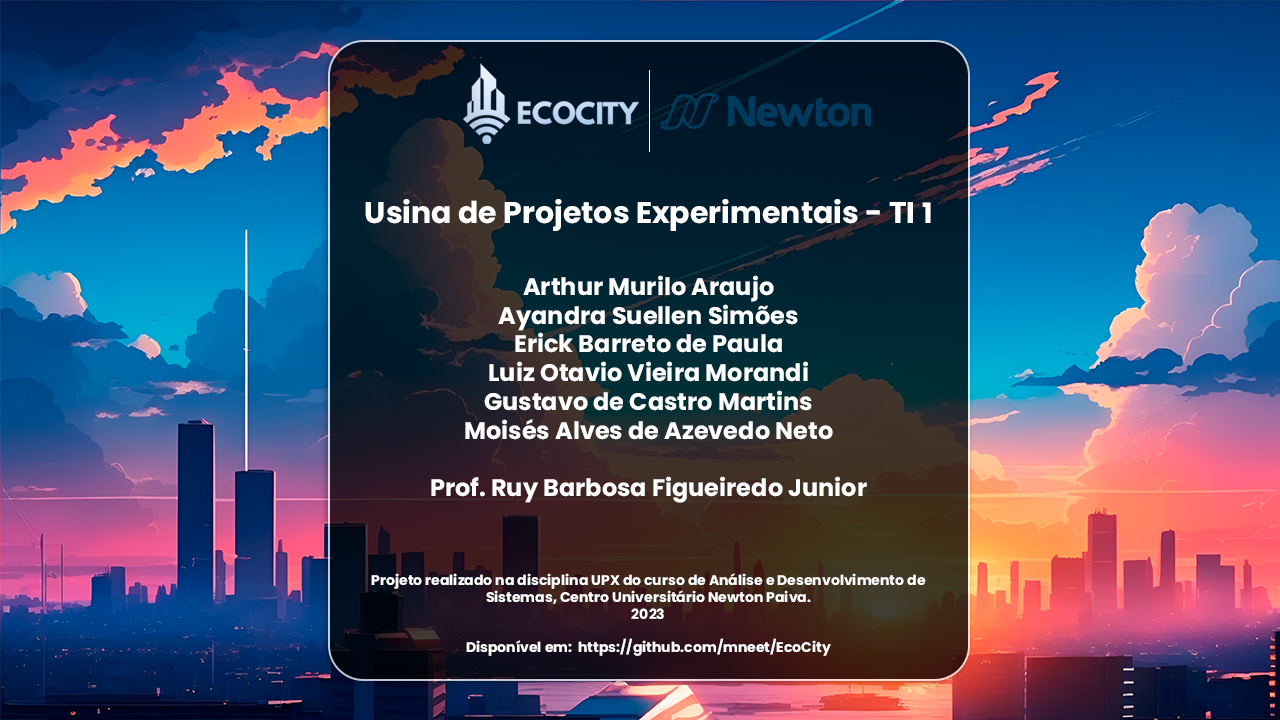 ECOCITY
Newton
Usina de Projetos Experimentais - TI 1
Arthur Murilo Araujo
Ayandra Suellen Simões
Erick Barreto de Paula
Luiz Otavio Vieira Morandi
Gustavo de Castro Martins
Moisés Alves de Azevedo Neto
Prof. Ruy Barbosa Figueiredo Junior
Projeto realizado na disciplina UPX do curso de Análise e Desenvolvimento de
Sistemas, Centro Universitário Newton Paiva.
2023
Disponível em: https://github.com/mneet/EcoCity